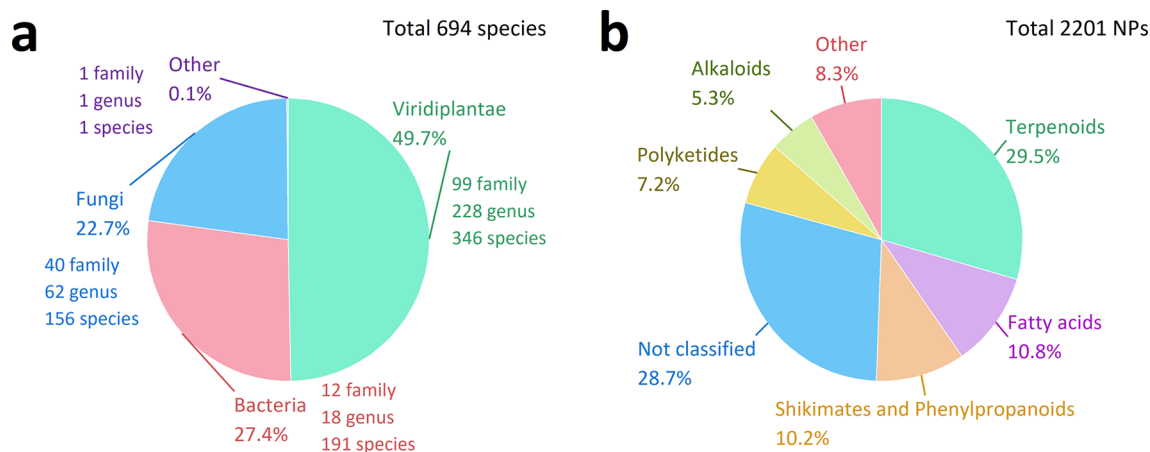 a
Total 694 species
Other
0.1%
1 family
1 genus
1 species
Viridiplantae
49.7%
99 family
228 genus
346 species
Fungi
22.7%
40 family
62 genus
156 species
Bacteria
27.4%
12 family
18 genus
191 species
b
Total 2201 NPs
Other
8.3%
Alkaloids
5.3%
Terpenoids
29.5%
Polyketides
7.2%
Fatty acids
10.8%
Not classified
28.7%
Shikimates and Phenylpropanoids
10.2%